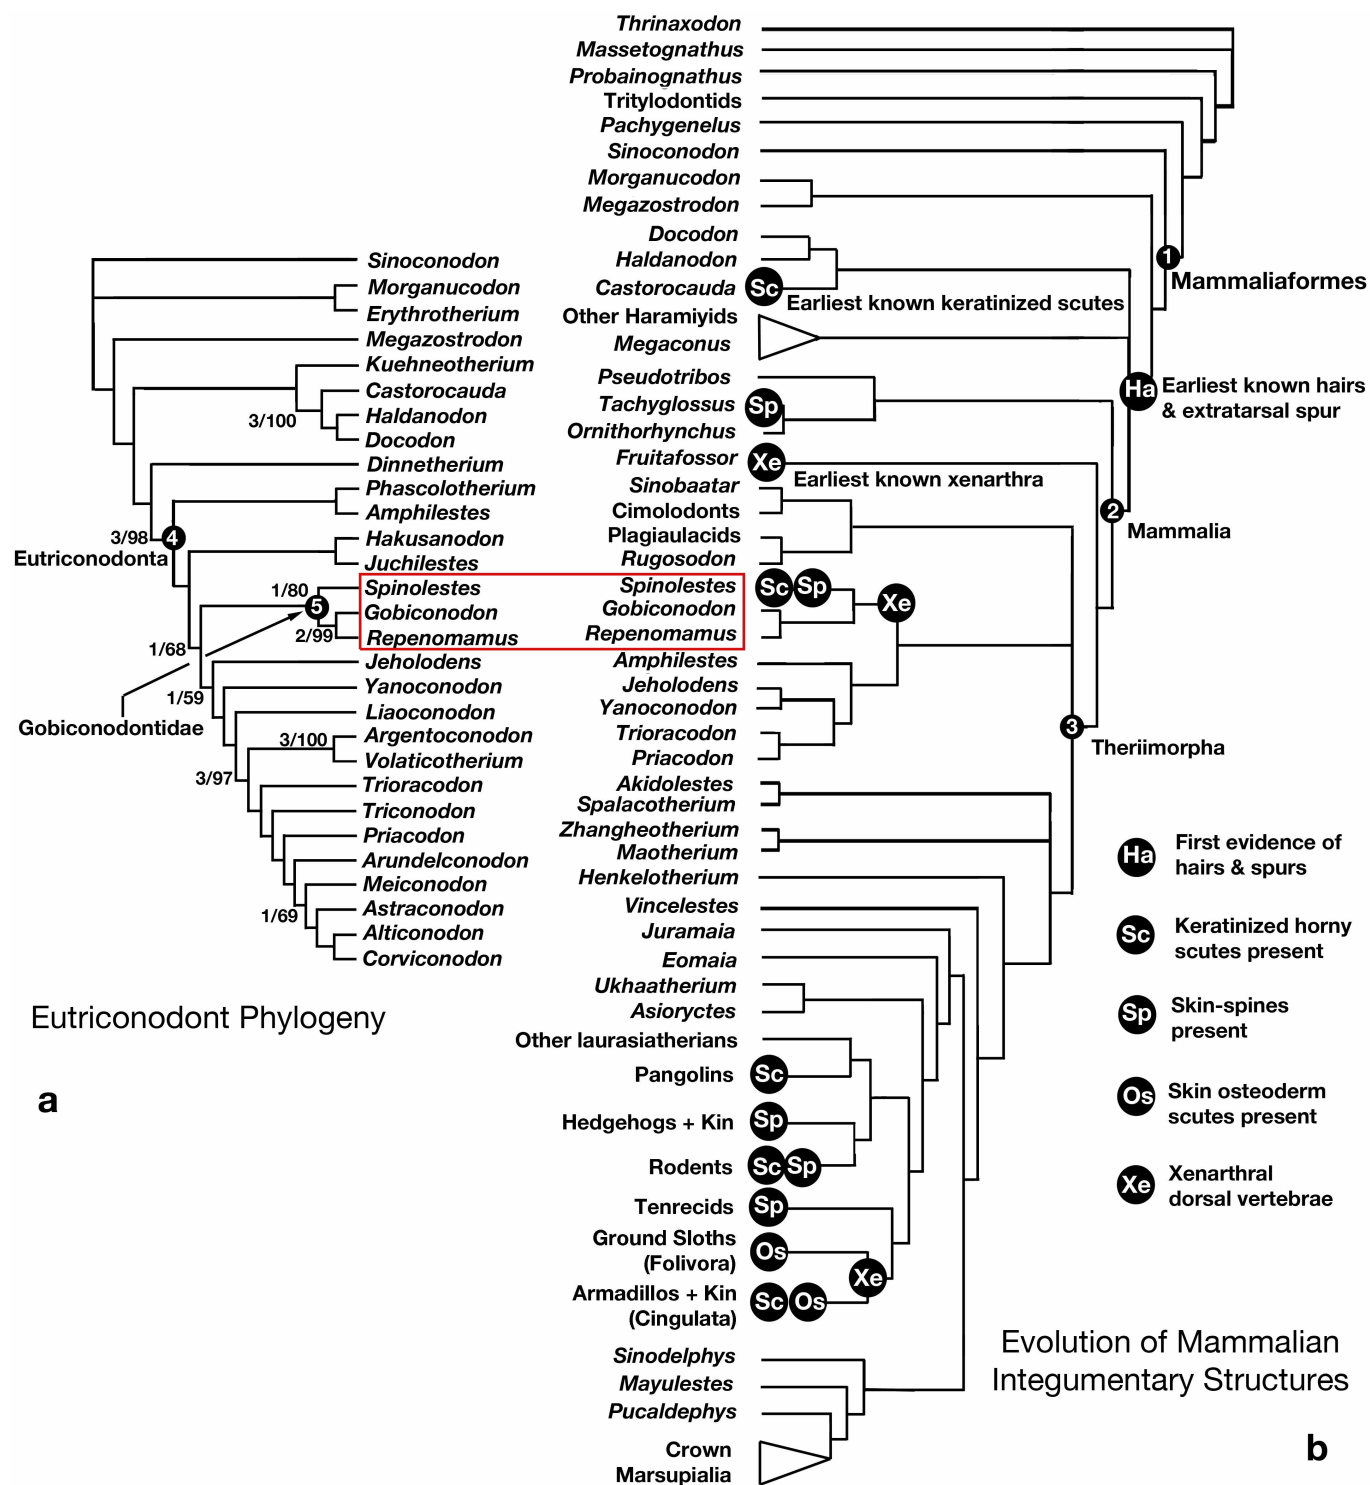 Sinoconodon
Morganucodon
Erythrotherium
Megazostrodon
Kuehneotherium
Castorocauda
Haldanodon
3/100
Docodon
Dinnetherium
Phascolotherium
Amphilestes
3/98
4
Eutriconodonta
Hakusanodon
Juchilestes
1/80
Spinolestes
5
Gobiconodon
2/99
Repenomamus
1/68
Jeholodens
1/59
Yanoconodon
Gobiconodontidae
Liaoconodon
3/100
Argentoconodon
Volaticotherium
3/97
Trioracodon
Triconodon
Priacodon
Arundelconodon
Meiconodon
1/69
Astraconodon
Alticonodon
Corviconodon
Eutriconodont Phylogeny
a
Thrinaxodon
Massetognathus
Probainognathus
Tritylodontids
Pachygenelus
Sinoconodon
Morganucodon
Megazostrodon
Docodon
Haldanodon
1
Mammaliaformes
Castorocauda
Sc
Earliest known keratinized scutes
Other Haramiyids
Megaconus
Ha
Earliest known hairs
& extratarsal spur
Pseudotribos
Tachyglossus
Sp
Ornithorhynchus
Fruitafossor
Xe
Earliest known xenarthra
Sinobaatar
Cimolodonts
2
Mammalia
Plagiaulacids
Rugosodon
Spinolestes
Sc Sp
Xe
Gobiconodon
Repenomamus
Amphilestes
Jeholodens
Yanoconodon
3
Theriimorpha
Trioracodon
Priacodon
Akidolestes
Spalacotherium
Zhangheotherium
Maotherium
Henkelotherium
Vincelestes
Juramaia
Eomaia
Ukhaatherium
Asioryctes
Other laurasiatherians
Pangolins
Sc
Hedgehogs + Kin
Sp
Rodents
Sc Sp
Tenrecids
Sp
Ground Sloths
(Folivora)
Os
Xe
Armadillos + Kin
(Cingulata)
Sc Os
Sinodelphys
Mayulestes
Pucaldephys
Crown
Marsupialia
Ha
First evidence of
hairs & spurs
Sc
Keratinized horny
scutes present
Sp
Skin-spines
present
Os
Skin osteoderm
scutes present
Xe
Xenarthral
dorsal vertebrae
Evolution of Mammalian
Integumentary Structures
b